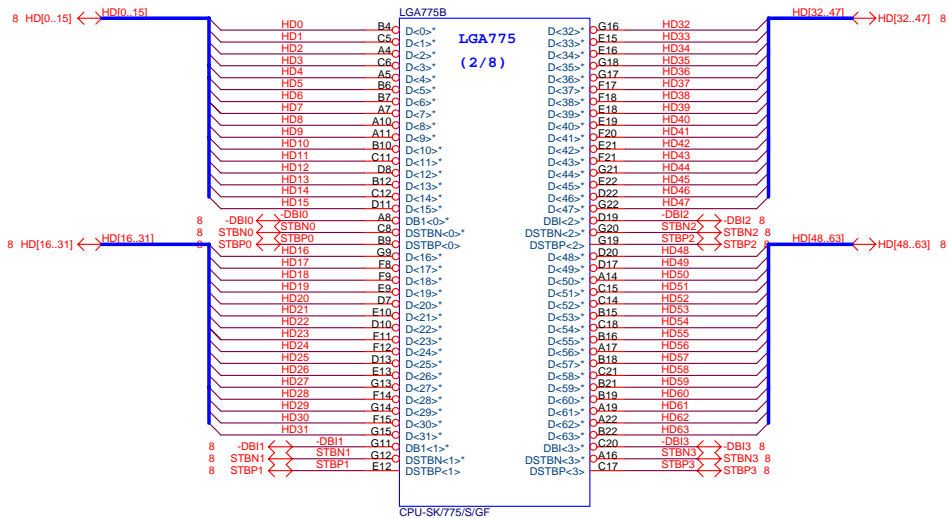 LGA775B
8 HD[0..15] HD[0..15] HD[32..47] HD[32..47] 8
LGA775
(2/8)
HD0 B4 D<0>* D<32>* G16 HD32
HD1 C5 D<1>* D<33>* E15 HD33
HD2 A4 D<2>* D<34>* E16 HD34
HD3 C6 D<3>* D<35>* G18 HD35
HD4 A5 D<4>* D<36>* G17 HD36
HD5 B6 D<5>* D<37>* F17 HD37
HD6 B7 D<6>* D<38>* F18 HD38
HD7 A7 D<7>* D<39>* E18 HD39
HD8 A10 D<8>* D<40>* E19 HD40
HD9 A11 D<9>* D<41>* F20 HD41
HD10 B10 D<10>* D<42>* E21 HD42
HD11 C11 D<11>* D<43>* F21 HD43
HD12 D8 D<12>* D<44>* G21 HD44
HD13 B12 D<13>* D<45>* E22 HD45
HD14 C12 D<14>* D<46>* D22 HD46
HD15 D11 D<15>* D<47>* G22 HD47
8 -DBI0 -DBI0 A8 DB1<0>* DBI<2>* D19 -DBI2 -DBI2 8
8 STBN0 STBN0 C8 DSTBN<0>* DSTBN<2>* G20 STBN2 STBN2 8
8 STBP0 STBP0 B9 DSTBP<0> DSTBP<2> G19 STBP2 STBP2 8
8 HD[16..31] HD[16..31] HD[48..63] HD[48..63] 8
HD16 G9 D<16>* D<48>* D20 HD48
HD17 F8 D<17>* D<49>* D17 HD49
HD18 F9 D<18>* D<50>* A14 HD50
HD19 E9 D<19>* D<51>* C15 HD51
HD20 D7 D<20>* D<52>* C14 HD52
HD21 E10 D<21>* D<53>* B15 HD53
HD22 D10 D<22>* D<54>* C18 HD54
HD23 F11 D<23>* D<55>* B16 HD55
HD24 F12 D<24>* D<56>* A17 HD56
HD25 D13 D<25>* D<57>* B18 HD57
HD26 E13 D<26>* D<58>* C21 HD58
HD27 G13 D<27>* D<59>* B21 HD59
HD28 F14 D<28>* D<60>* B19 HD60
HD29 G14 D<29>* D<61>* A19 HD61
HD30 F15 D<30>* D<62>* A22 HD62
HD31 G15 D<31>* D<63>* B22 HD63
8 -DBI1 -DBI1 G11 DB1<1>* DBI<3>* C20 -DBI3 -DBI3 8
8 STBN1 STBN1 G12 DSTBN<1>* DSTBN<3>* A16 STBN3 STBN3 8
8 STBP1 STBP1 E12 DSTBP<1> DSTBP<3> C17 STBP3 STBP3 8
CPU-SK/775/S/GF